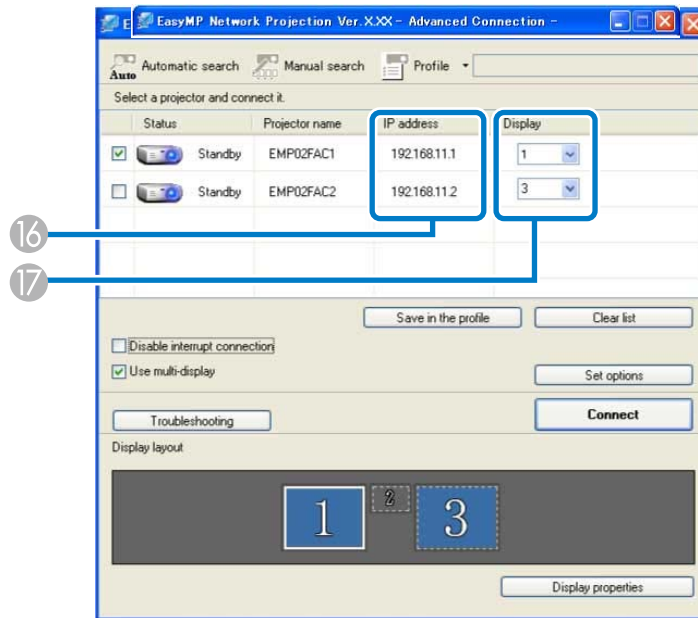 E EasyMP Network Projection Ver.X.XX - Advanced Connection -
Auto Automatic search Manual search Profile
Select a projector and connect it.
Status Projector name IP address Display
Standby EMP02FAC1 192.168.11.1 1
Standby EMP02FAC2 192.168.11.2 3
16
17
Save in the profile Clear list
Disable interrupt connection
Use multi-display Set options
Troubleshooting Connect
Display layout
1 2 3
Display properties